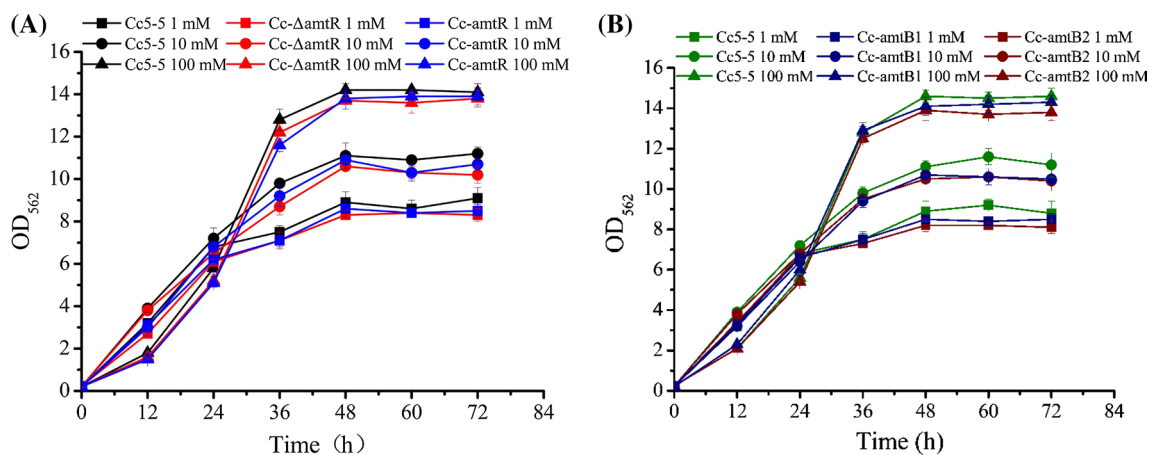 (A)
Cc5-5 1 mM Cc-ΔamtR 1 mM Cc-amtR 1 mM
Cc5-5 10 mM Cc-ΔamtR 10 mM Cc-amtR 10 mM
Cc5-5 100 mM Cc-ΔamtR 100 mM Cc-amtR 100 mM
16
14
12
10
8
6
4
2
0
OD562
0 12 24 36 48 60 72 84
Time (h)
(B)
Cc5-5 1 mM Cc-amtB1 1 mM Cc-amtB2 1 mM
Cc5-5 10 mM Cc-amtB1 10 mM Cc-amtB2 10 mM
Cc5-5 100 mM Cc-amtB1 100 mM Cc-amtB2 100 mM
16
14
12
10
8
6
4
2
0
OD562
0 12 24 36 48 60 72 84
Time (h)